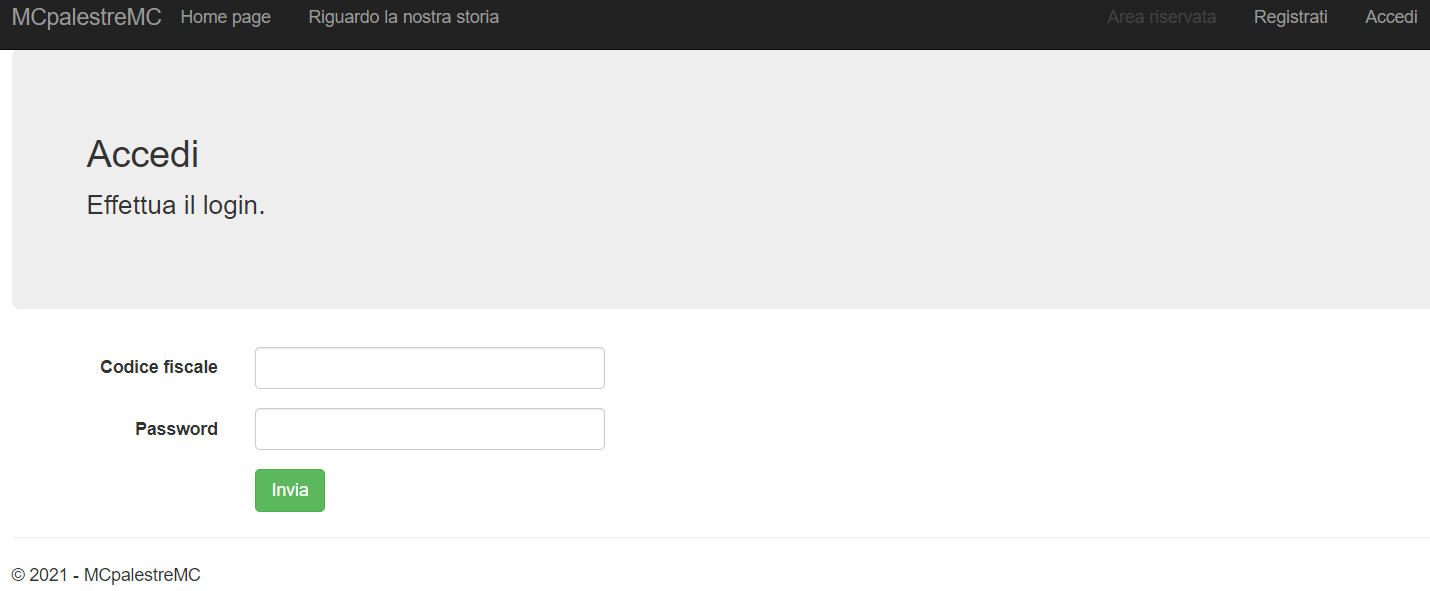 MCpalestreMC Home page Riguardo la nostra storia Area riservata Registrati Accedi
Accedi
Effettua il login.
Codice fiscale
Password
Invia
© 2021 - MCpalestreMC